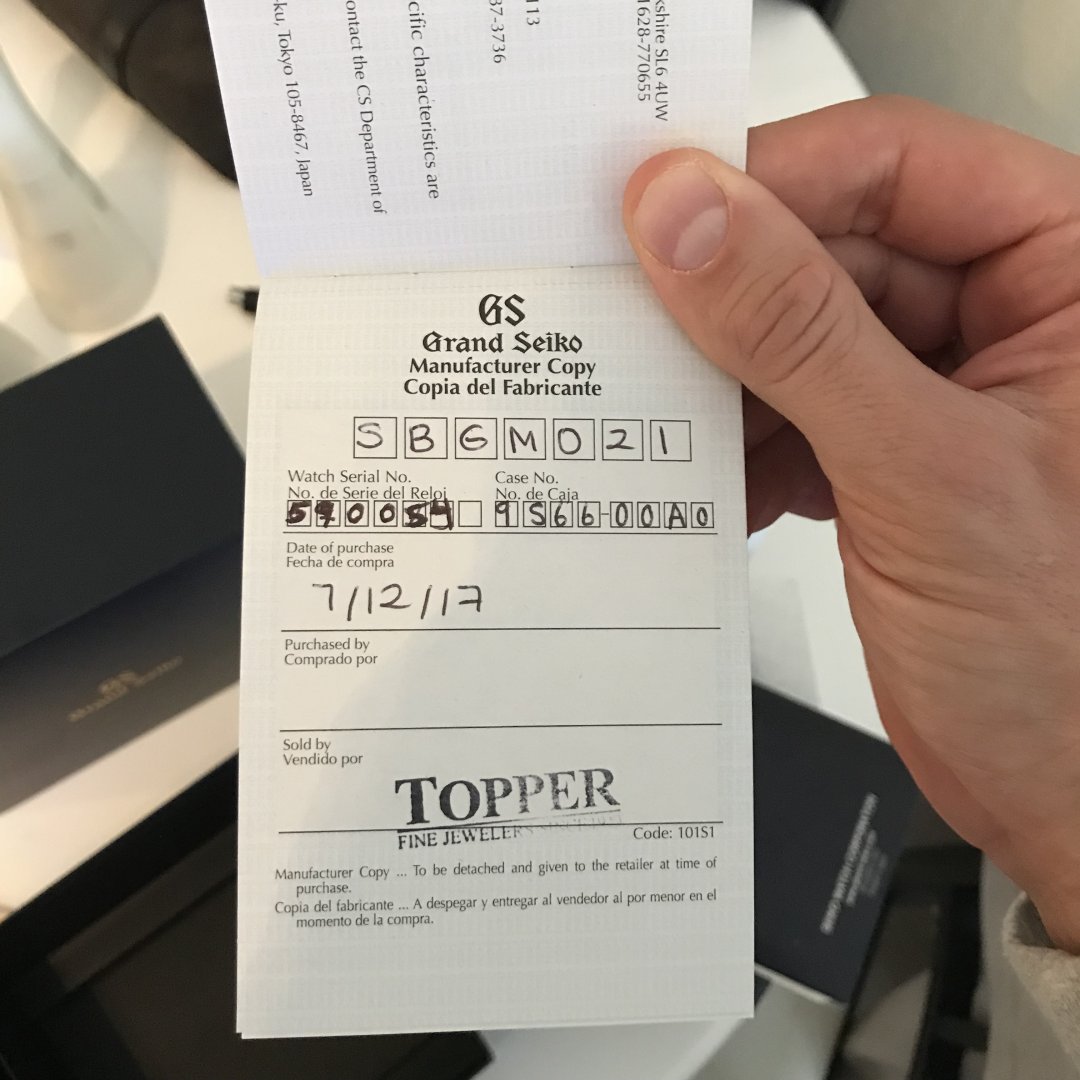 kshire SL6 4UW
1628-770655
113
37-3736
cific characteristics are
ontact the CS Department of
-ku, Tokyo 105-8467, Japan
GS
Grand Seiko
Manufacturer Copy
Copia del Fabricante
SBGM021
Watch Serial No.
No. de Serie del Reloj
Case No.
No. de Caja
9S66-00A0
Date of purchase
Fecha de compra
7/12/17
Purchased by
Comprado por
Sold by
Vendido por
TOPPER
FINE JEWELERS
Code: 101S1
Manufacturer Copy ... To be detached and given to the retailer at time of
purchase.
Copia del fabricante ... A despegar y entregar al vendedor al por menor en el
momento de la compra.
GS
GRAND SEIKO